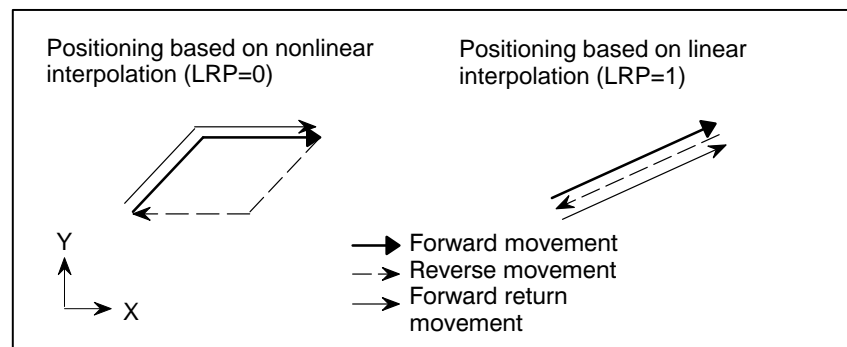 Positioning based on nonlinear
interpolation (LRP=0)
Positioning based on linear
interpolation (LRP=1)
Y
X
Forward movement
Reverse movement
Forward return
movement